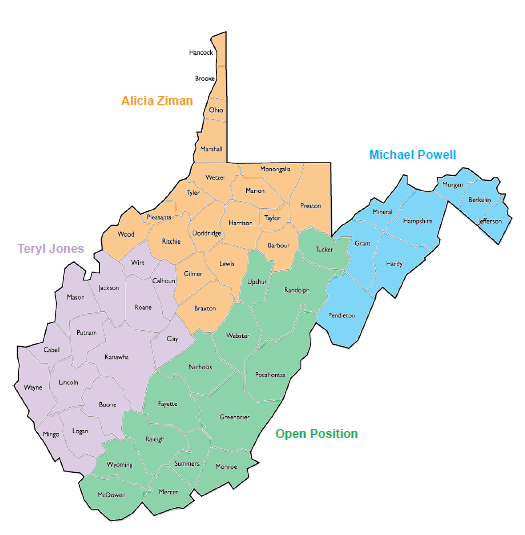 Hancock
Brooke
Alicia Ziman
Ohio
Marshall
Michael Powell
Wetzel
Monongalia
Marion
Preston
Tyler
Morgan
Berkeley
Jefferson
Mineral
Hampshire
Pleasants
Doddridge
Harrison
Taylor
Wood
Ritchie
Barbour
Tucker
Grant
Hardy
Teryl Jones
Wirt
Gilmer
Lewis
Calhoun
Upshur
Randolph
Mason
Jackson
Roane
Braxton
Pendleton
Putnam
Clay
Webster
Cabell
Kanawha
Nicholas
Pocahontas
Wayne
Lincoln
Boone
Fayette
Greenbrier
Mingo
Logan
Raleigh
Open Position
Wyoming
Summers
Monroe
McDowell
Mercer